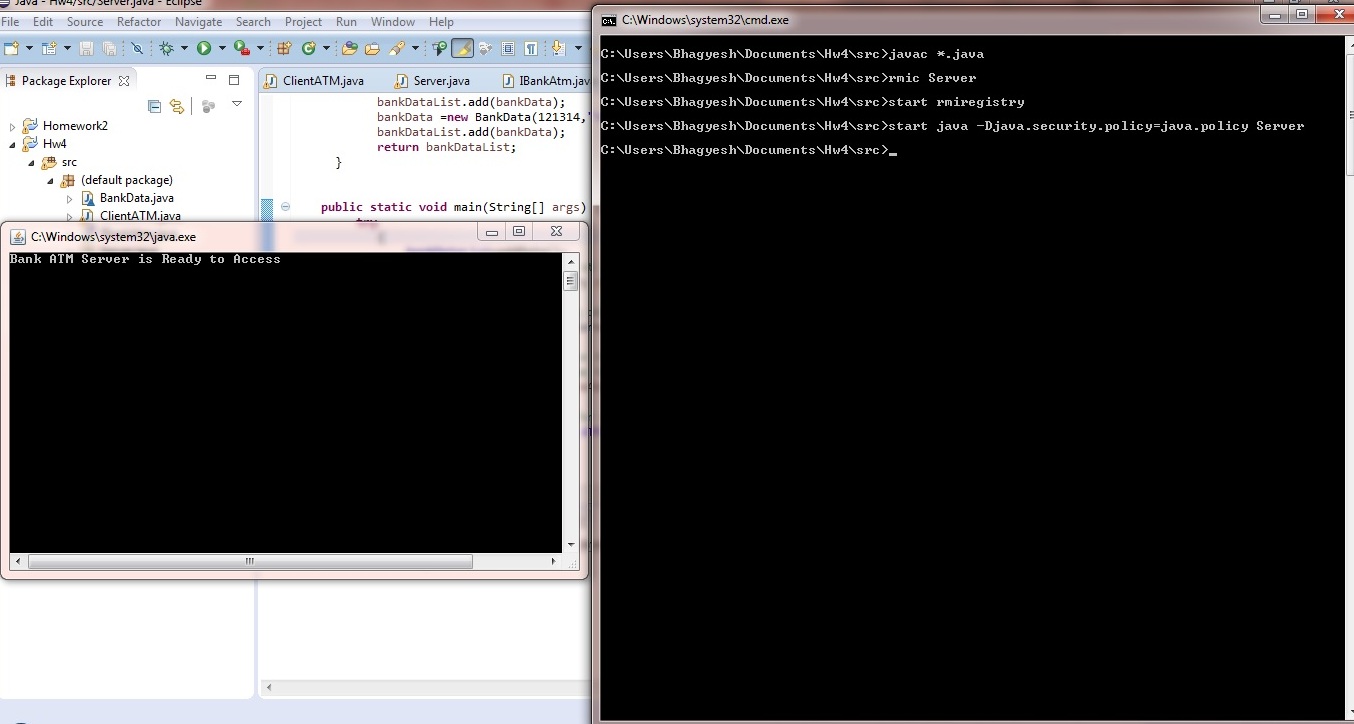 Java - Hw4/src/Server.java - Eclipse
File Edit Source Refactor Navigate Search Project Run Window Help
Package Explorer
Homework2
Hw4
src
(default package)
BankData.java
ClientATM.java
ClientATM.java Server.java IBankAtm.jav
bankDataList.add(bankData);
bankData =new BankData(121314,
bankDataList.add(bankData);
return bankDataList;
}
public static void main(String[] args)
try
{
C:\Windows\system32\java.exe
Bank ATM Server is Ready to Access
C:\Windows\system32\cmd.exe
C:\Users\Bhagyesh\Documents\Hw4\src>javac *.java
C:\Users\Bhagyesh\Documents\Hw4\src>rmic Server
C:\Users\Bhagyesh\Documents\Hw4\src>start rmiregistry
C:\Users\Bhagyesh\Documents\Hw4\src>start java -Djava.security.policy=java.policy Server
C:\Users\Bhagyesh\Documents\Hw4\src>_